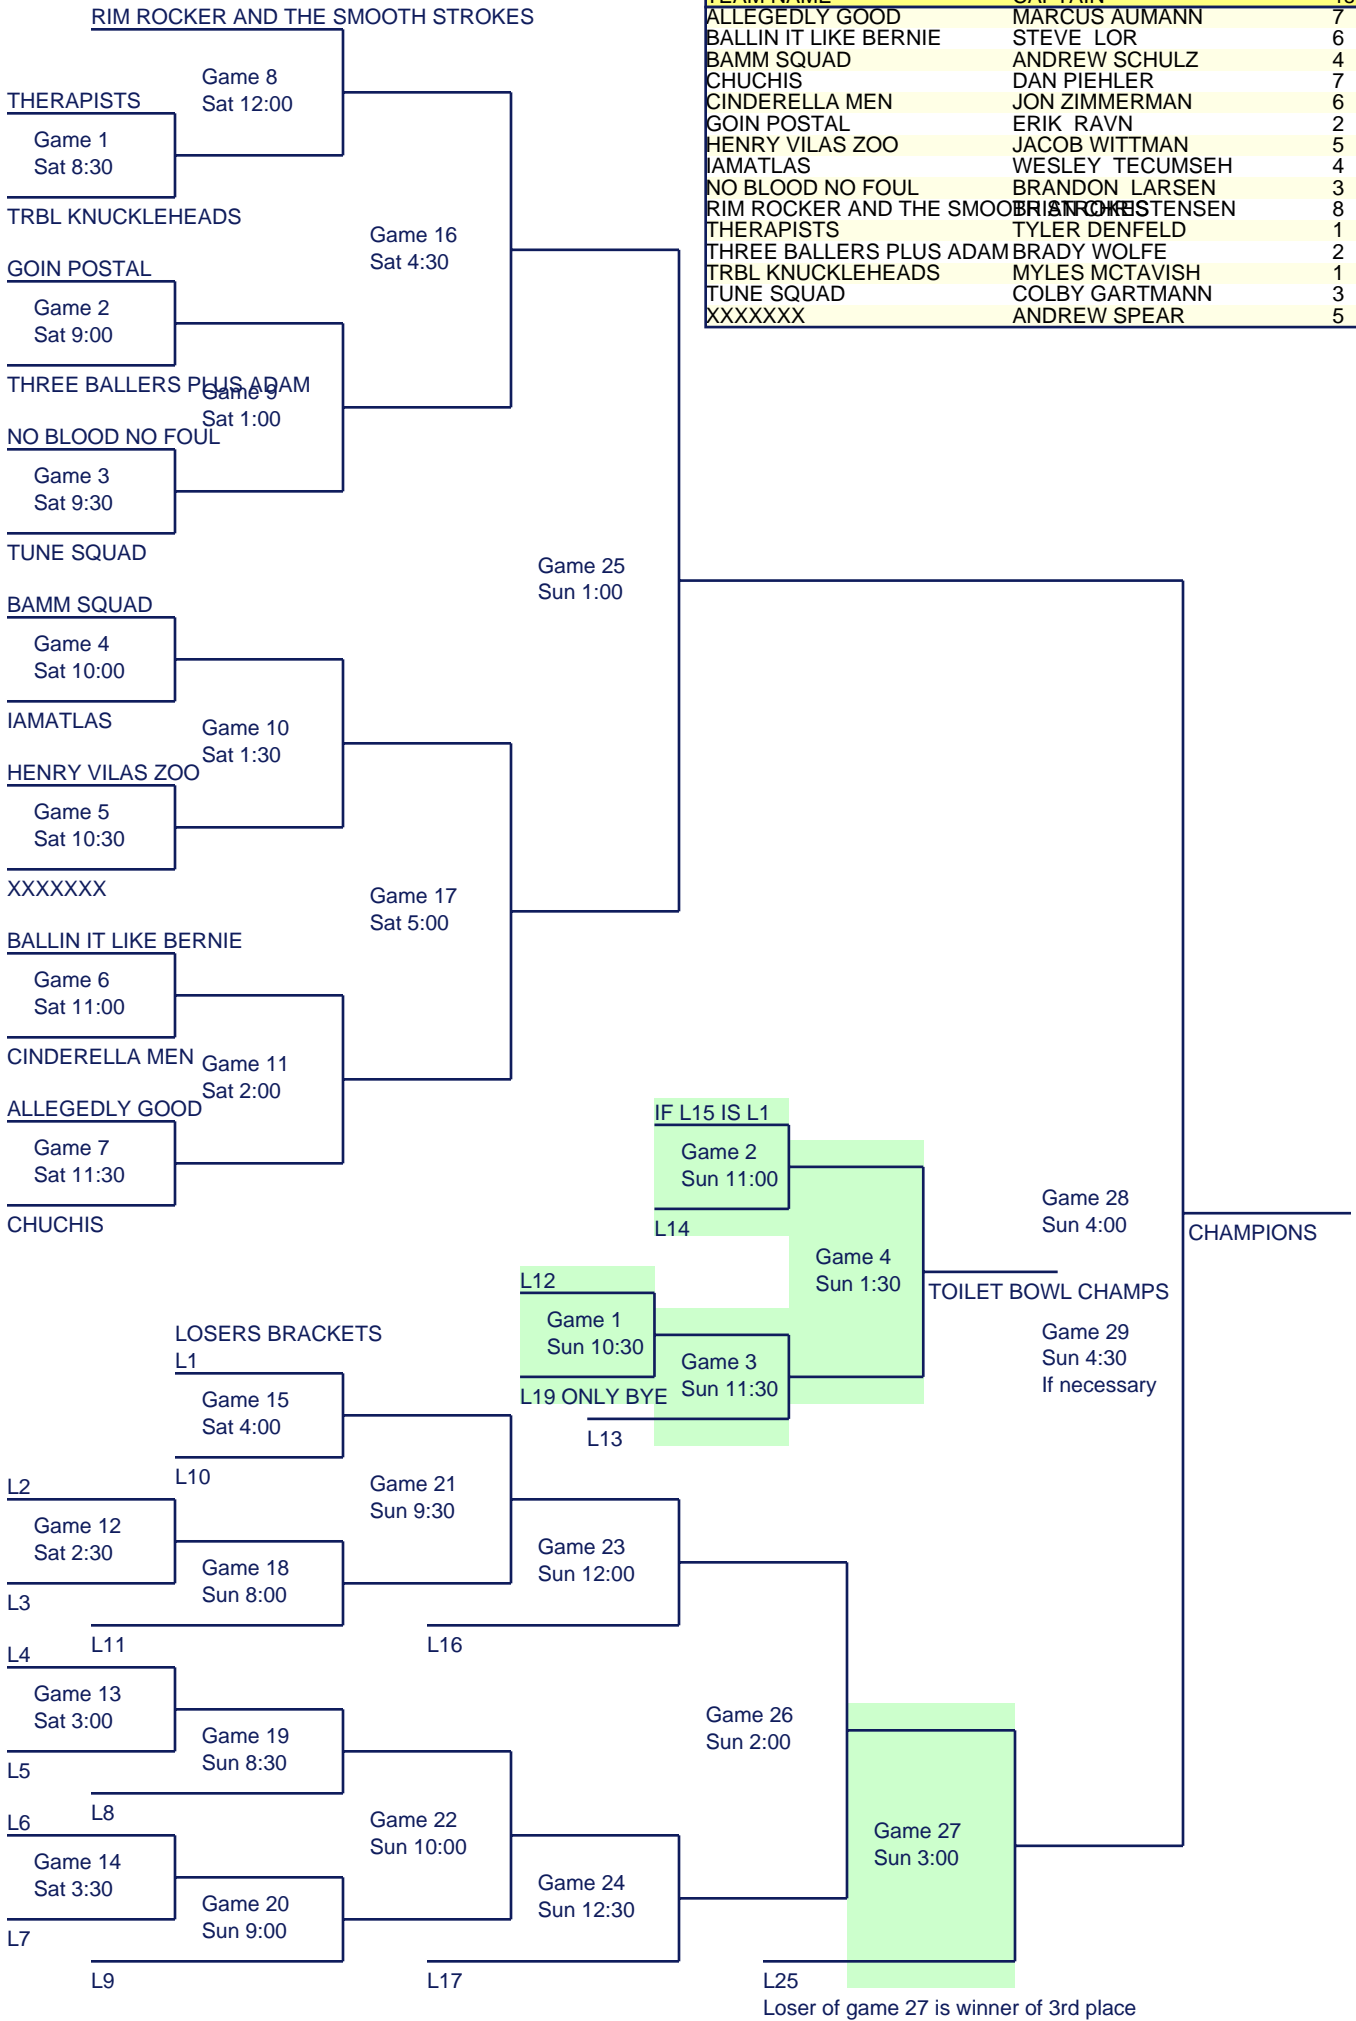 RIM ROCKER AND THE SMOOTH STROKES
Game 8
Sat 12:00
THERAPISTS
Game 1
Sat 8:30
TRBL KNUCKLEHEADS
Game 16
Sat 4:30
GOIN POSTAL
Game 2
Sat 9:00
THREE BALLERS PLUS ADAM
Game 9
Sat 1:00
NO BLOOD NO FOUL
Game 3
Sat 9:30
TUNE SQUAD
Game 25
Sun 1:00
BAMM SQUAD
Game 4
Sat 10:00
IAMATLAS
Game 10
Sat 1:30
HENRY VILAS ZOO
Game 5
Sat 10:30
XXXXXXX
Game 17
Sat 5:00
BALLIN IT LIKE BERNIE
Game 6
Sat 11:00
CINDERELLA MEN
Game 11
Sat 2:00
ALLEGEDLY GOOD
Game 7
Sat 11:30
CHUCHIS
TEAM NAME CAPTAIN
ALLEGEDLY GOOD MARCUS AUMANN 7
BALLIN IT LIKE BERNIE STEVE LOR 6
BAMM SQUAD ANDREW SCHULZ 4
CHUCHIS DAN PIEHLER 7
CINDERELLA MEN JON ZIMMERMAN 6
GOIN POSTAL ERIK RAVN 2
HENRY VILAS ZOO JACOB WITTMAN 5
IAMATLAS WESLEY TECUMSEH 4
NO BLOOD NO FOUL BRANDON LARSEN 3
RIM ROCKER AND THE SMOOTH STROKES BRIAN CHRISTENSEN 8
THERAPISTS TYLER DENFELD 1
THREE BALLERS PLUS ADAM BRADY WOLFE 2
TRBL KNUCKLEHEADS MYLES MCTAVISH 1
TUNE SQUAD COLBY GARTMANN 3
XXXXXXX ANDREW SPEAR 5
IF L15 IS L1
Game 2
Sun 11:00
L14
Game 4
Sun 1:30
L12
Game 1
Sun 10:30
L19 ONLY BYE
Game 3
Sun 11:30
L13
TOILET BOWL CHAMPS
Game 28
Sun 4:00
CHAMPIONS
Game 29
Sun 4:30
If necessary
LOSERS BRACKETS
L1
Game 15
Sat 4:00
L10
L2
Game 12
Sat 2:30
L3
Game 18
Sun 8:00
L11
Game 21
Sun 9:30
Game 23
Sun 12:00
L16
L4
Game 13
Sat 3:00
L5
Game 19
Sun 8:30
L8
L6
Game 14
Sat 3:30
L7
Game 20
Sun 9:00
L9
Game 22
Sun 10:00
Game 24
Sun 12:30
L17
Game 26
Sun 2:00
Game 27
Sun 3:00
L25
Loser of game 27 is winner of 3rd place